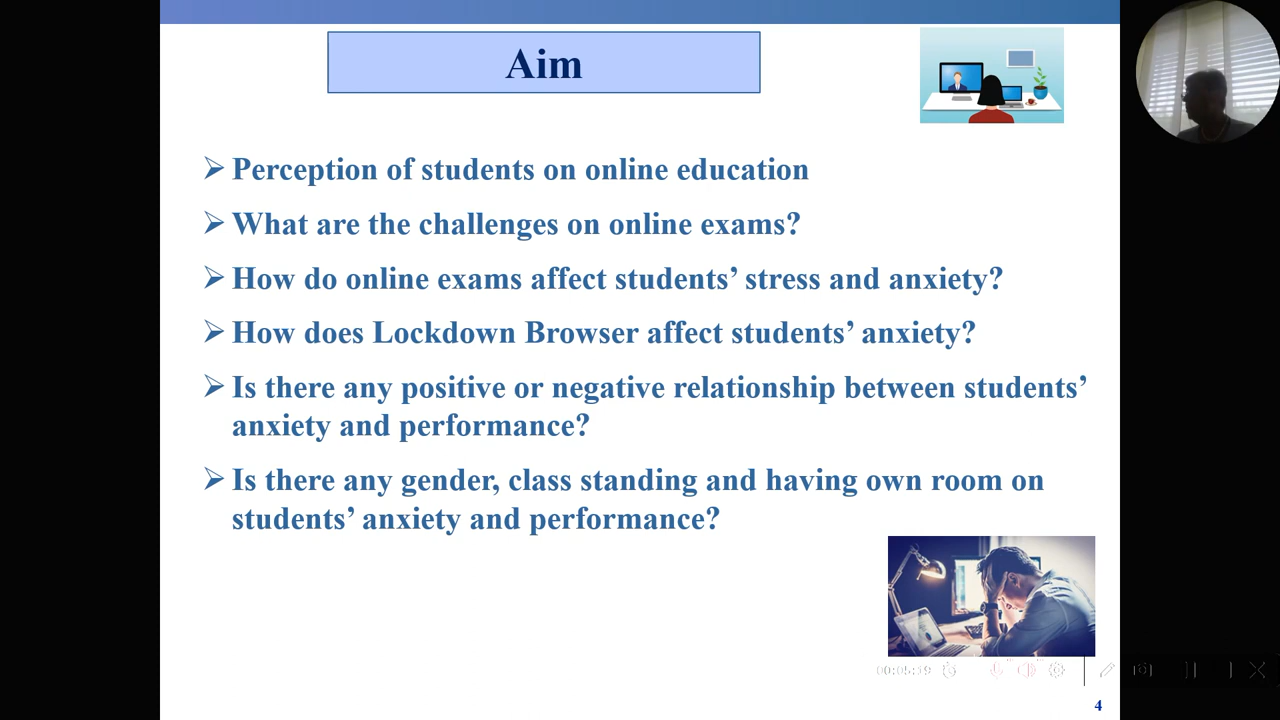 Aim
Perception of students on online education
What are the challenges on online exams?
How do online exams affect students’ stress and anxiety?
How does Lockdown Browser affect students’ anxiety?
Is there any positive or negative relationship between students’
anxiety and performance?
Is there any gender, class standing and having own room on
students’ anxiety and performance?
00:05:19
4